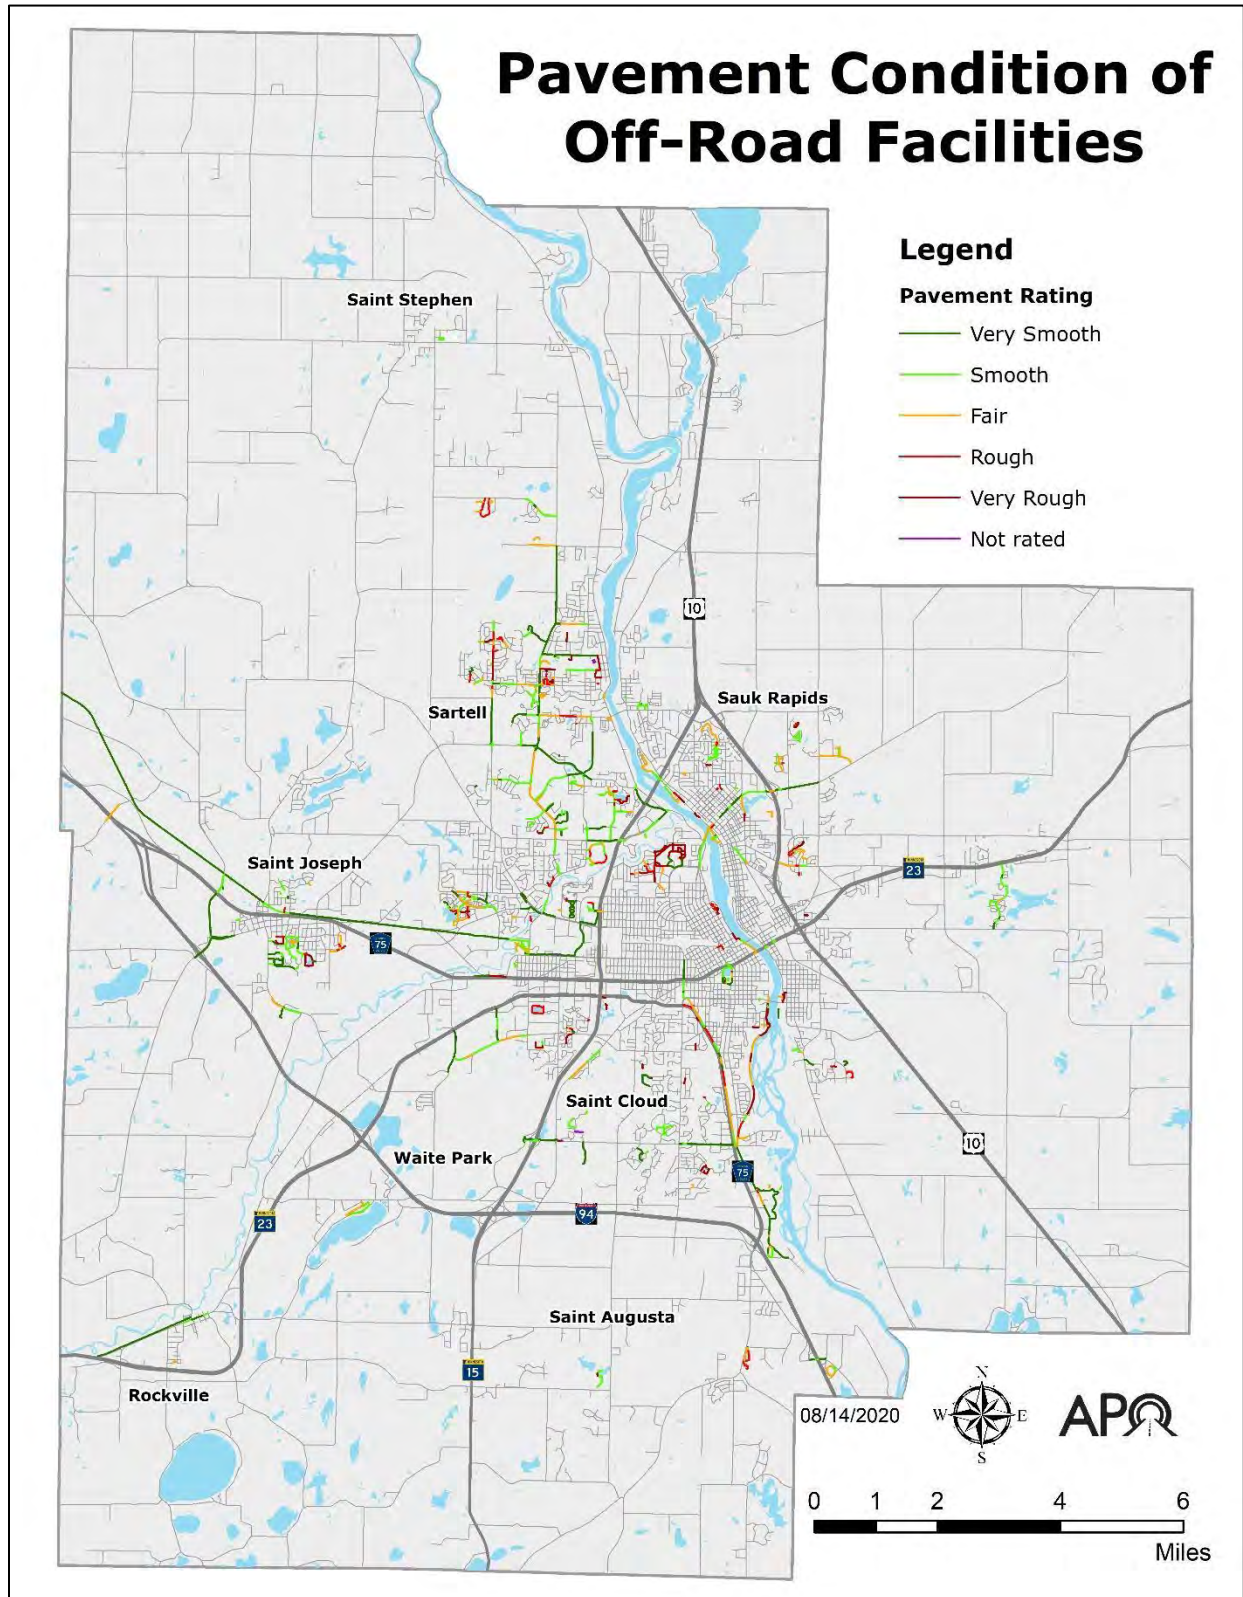 Pavement Condition of
Off-Road Facilities
Legend
Pavement Rating
Very Smooth
Smooth
Fair
Rough
Very Rough
Not rated
Saint Stephen
10
Sauk Rapids
Sartell
Saint Joseph
23
75
Saint Cloud
10
Waite Park
75
23
94
Saint Augusta
15
Rockville
08/14/2020
N
W
E
S
APO
0 1 2 4 6
Miles